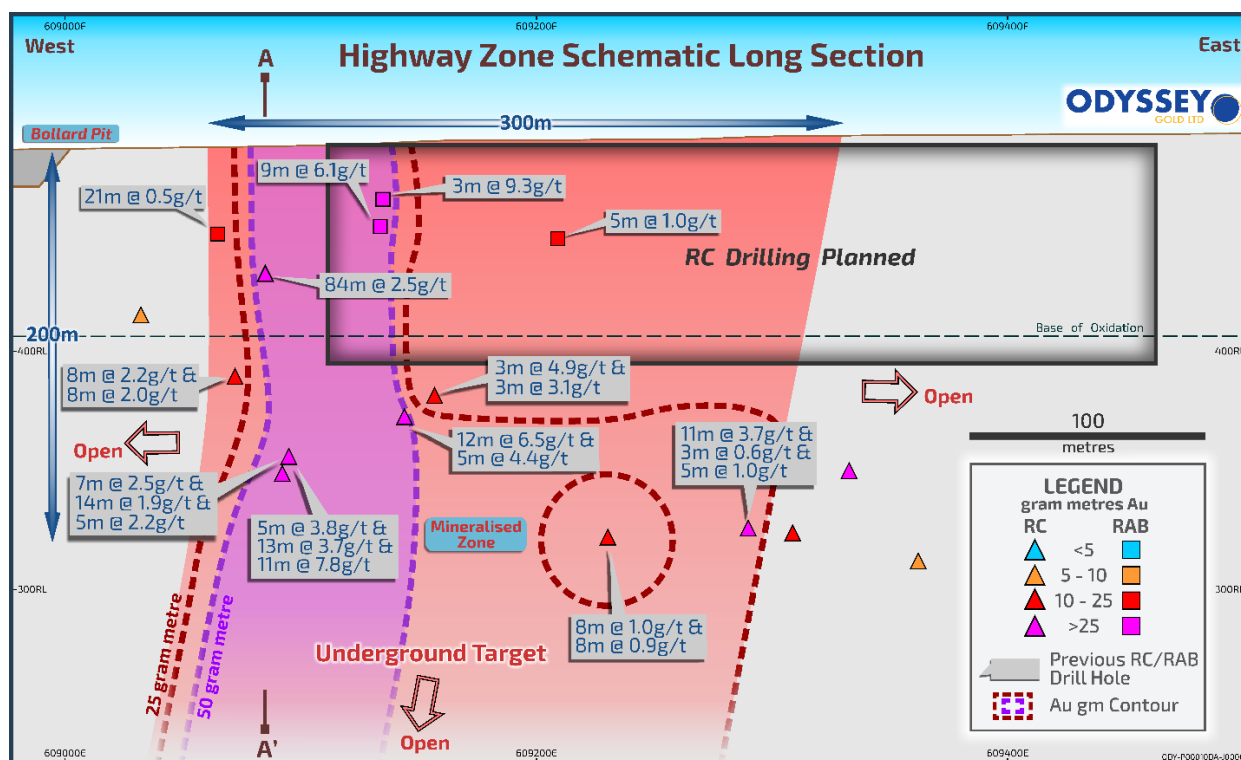 609000E
609200E
609400E
West
A
Highway Zone Schematic Long Section
East
ODYSSEY
GOLD LTD
300m
Bollard Pit
9m @ 6.1g/t
3m @ 9.3g/t
21m @ 0.5g/t
5m @ 1.0g/t
RC Drilling Planned
84m @ 2.5g/t
200m
Base of Oxidation
400RL
400RL
8m @ 2.2g/t &
8m @ 2.0g/t
3m @ 4.9g/t &
3m @ 3.1g/t
Open
Open
12m @ 6.5g/t &
5m @ 4.4g/t
11m @ 3.7g/t &
3m @ 0.6g/t &
5m @ 1.0g/t
100
metres
7m @ 2.5g/t &
14m @ 1.9g/t &
5m @ 2.2g/t
5m @ 3.8g/t &
13m @ 3.7g/t &
11m @ 7.8g/t
Mineralised
Zone
LEGEND
gram metres Au
RC
RAB
<5
5 - 10
10 - 25
>25
Previous RC/RAB
Drill Hole
Au gm Contour
300RL
300RL
8m @ 1.0g/t &
8m @ 0.9g/t
25 gram metre
50 gram metre
Underground Target
Open
A'
609000E
609200E
609400E